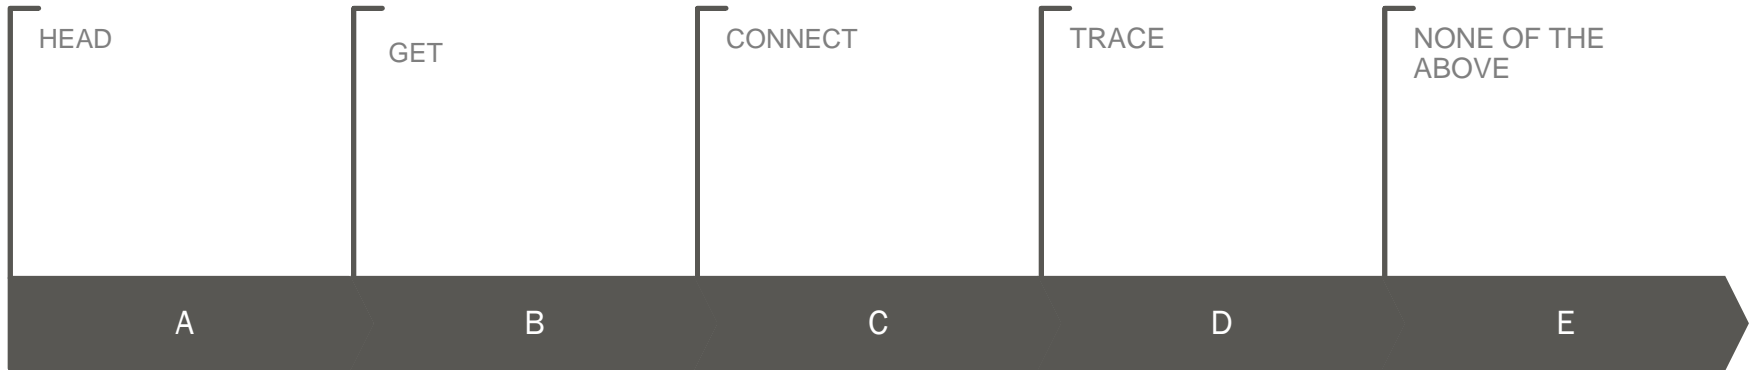 HEAD
GET
CONNECT
TRACE
NONE OF THE
ABOVE
A
B
C
D
E